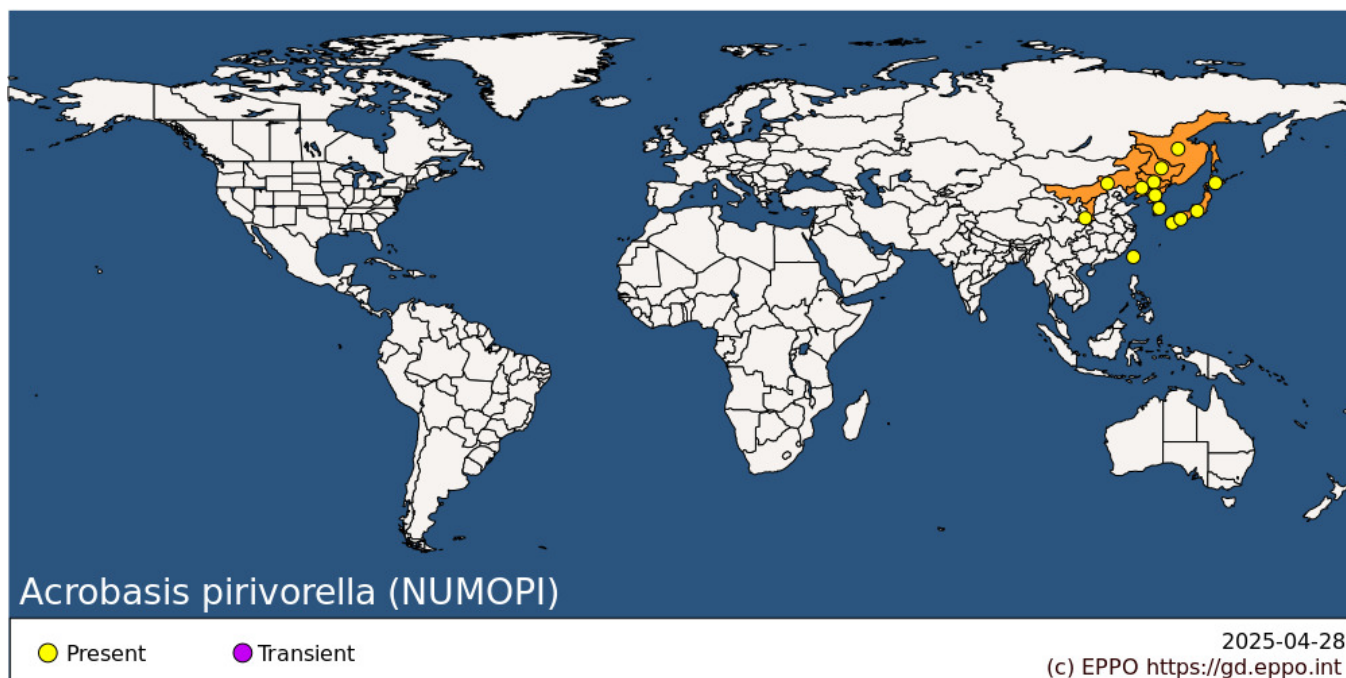 Acrobasis pirivorella (NUMOPI)
Present
Transient
2025-04-28
(c) EPPO https://gd.eppo.int